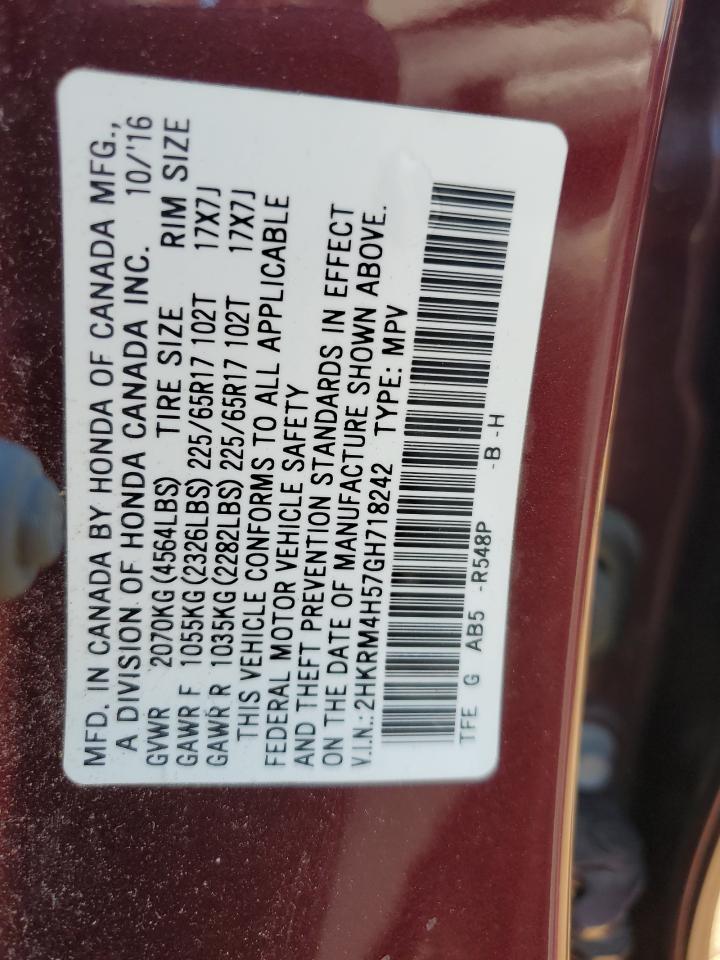 MFD. IN CANADA BY HONDA OF CANADA MFG.,
A DIVISION OF HONDA CANADA INC. 10/'16
GVWR 2070KG(4564LBS) TIRE SIZE RIM SIZE
GAWR F 1055KG(2326LBS) 225/65R17 102T 17X7J
GAWR R 1035KG(2282LBS) 225/65R17 102T 17X7J
THIS VEHICLE CONFORMS TO ALL APPLICABLE
FEDERAL MOTOR VEHICLE SAFETY
AND THEFT PREVENTION STANDARDS IN EFFECT
ON THE DATE OF MANUFACTURE SHOWN ABOVE.
V.I.N.: 2HKRM4H57GH718242 TYPE: MPV
TFE G AB5 -R548P -B -H